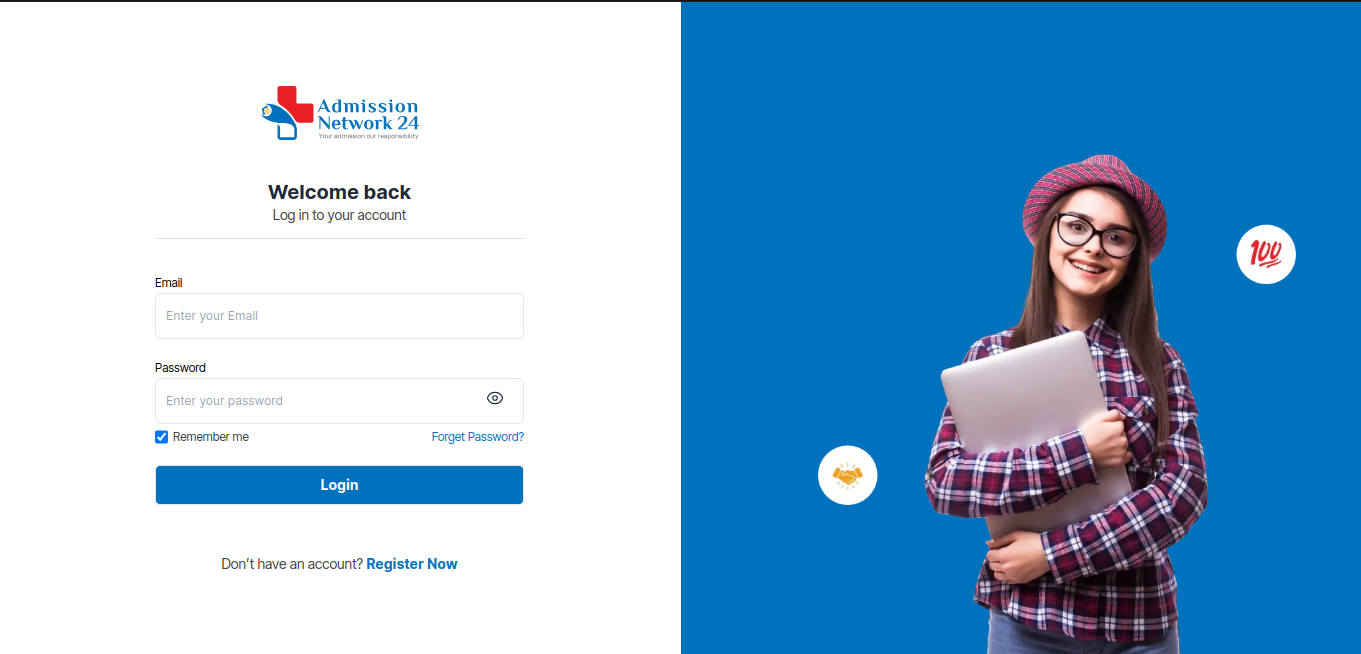 Admission
Network 24
Your admission our responsibility
Welcome back
Log in to your account
Email
Enter your Email
Password
Enter your password
Remember me
Forget Password?
Login
Don’t have an account? Register Now
100